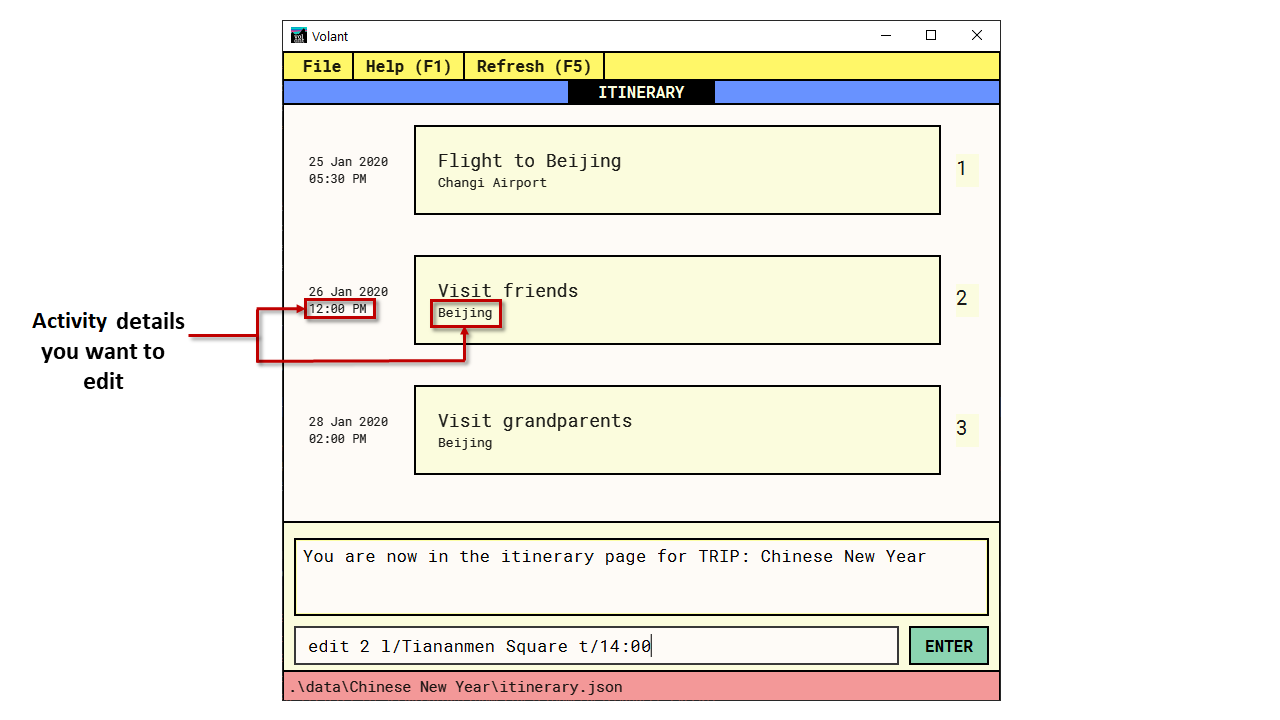 Volant
File Help (F1) Refresh (F5)
ITINERARY
25 Jan 2020
05:30 PM
Flight to Beijing
Changi Airport
1
26 Jan 2020
12:00 PM
Visit friends
Beijing
2
Activity details
you want to
edit
28 Jan 2020
02:00 PM
Visit grandparents
Beijing
3
You are now in the itinerary page for TRIP: Chinese New Year
edit 2 l/Tiananmen Square t/14:00
ENTER
.\data\Chinese New Year\itinerary.json